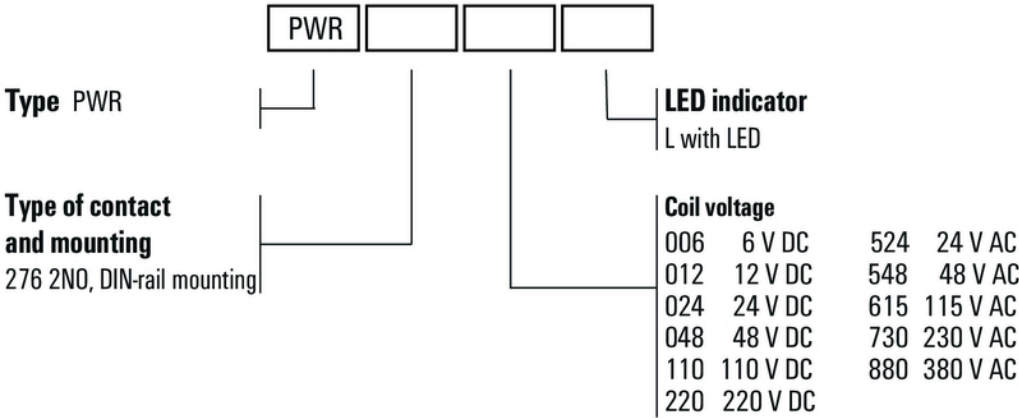 PWR
Type PWR
LED indicator
L with LED
Type of contact
and mounting
276 2NO, DIN-rail mounting
Coil voltage
006 6 V DC 524 24 V AC
012 12 V DC 548 48 V AC
024 24 V DC 615 115 V AC
048 48 V DC 730 230 V AC
110 110 V DC 880 380 V AC
220 220 V DC